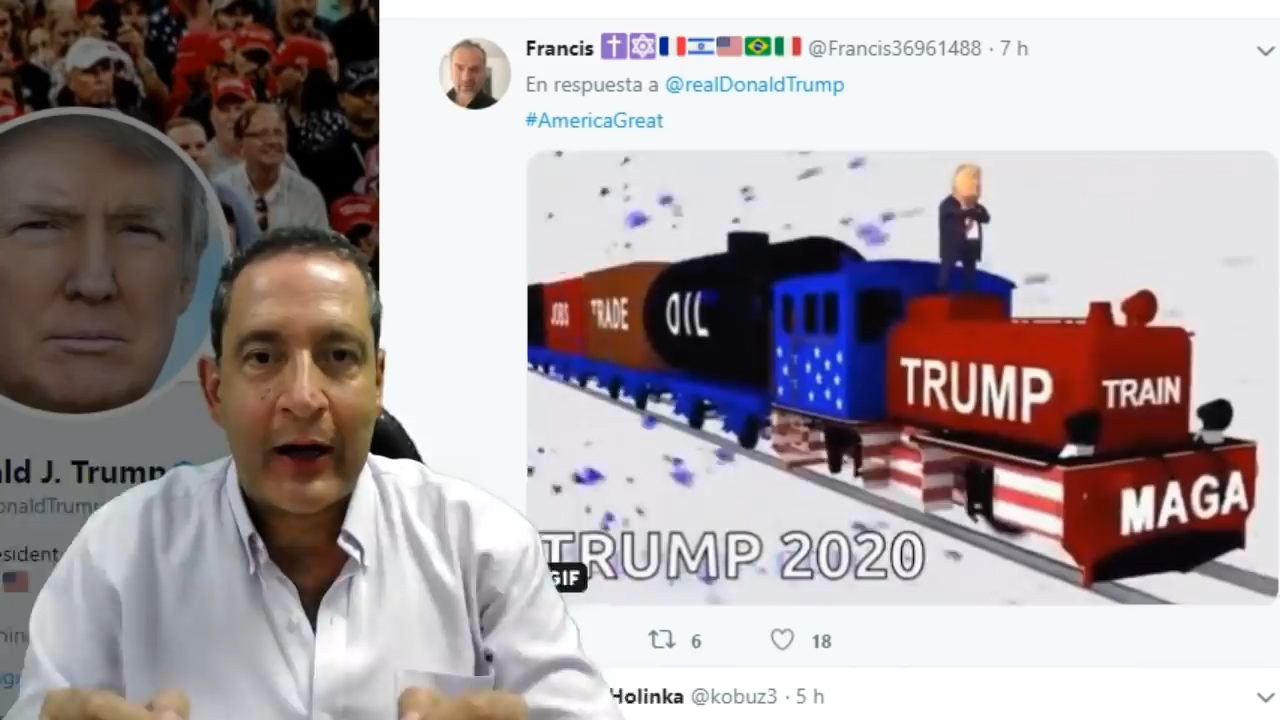 Francis @Francis36961488 · 7 h
En respuesta a @realDonaldTrump
#AmericaGreat
JOBS
TRADE
OIL
TRUMP
TRAIN
MAGA
TRUMP 2020
GIF
6
18
Holinka @kobuz3 · 5 h
ld J. Trump
onaldTrump
esident